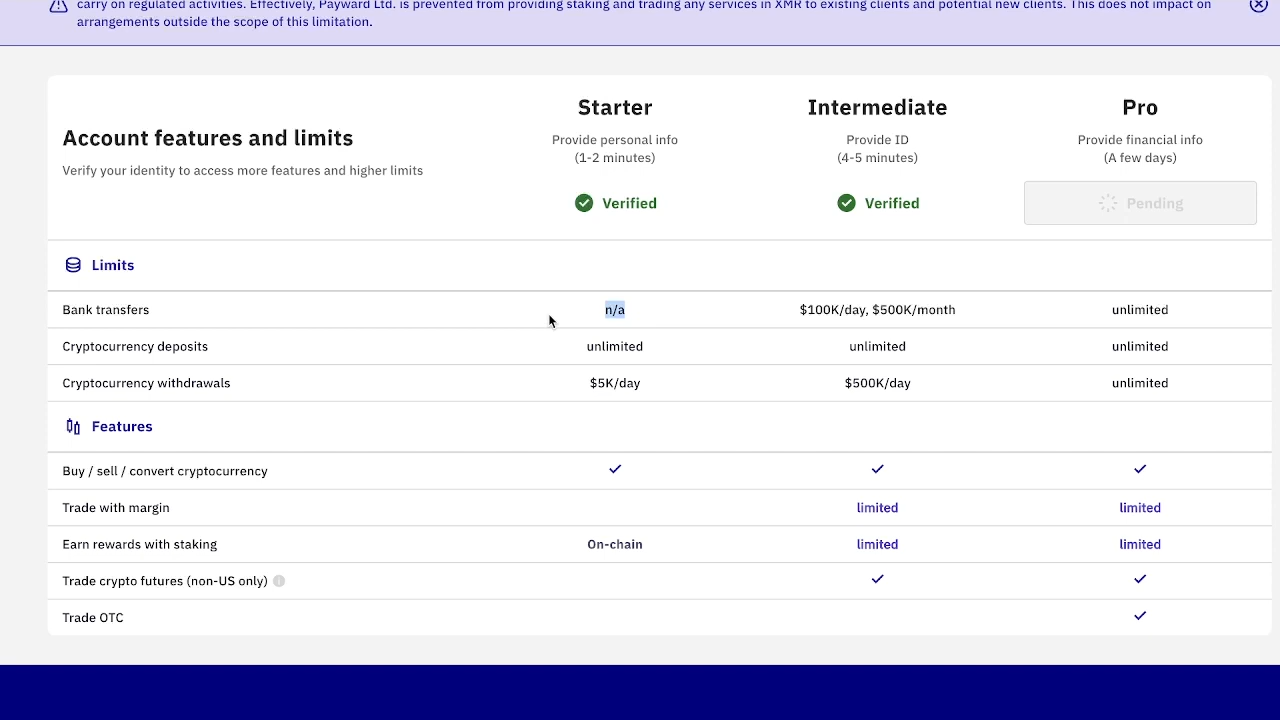 carry on regulated activities. Effectively, Payward Ltd. is prevented from providing staking and trading any services in XMR to existing clients and potential new clients. This does not impact on
arrangements outside the scope of this limitation.
Account features and limits
Verify your identity to access more features and higher limits
Starter
Provide personal info
(1-2 minutes)
Verified
Intermediate
Provide ID
(4-5 minutes)
Verified
Pro
Provide financial info
(A few days)
Pending
Limits
Bank transfers n/a $100K/day, $500K/month unlimited
Cryptocurrency deposits unlimited unlimited unlimited
Cryptocurrency withdrawals $5K/day $500K/day unlimited
Features
Buy / sell / convert cryptocurrency
Trade with margin limited limited
Earn rewards with staking On-chain limited limited
Trade crypto futures (non-US only)
Trade OTC